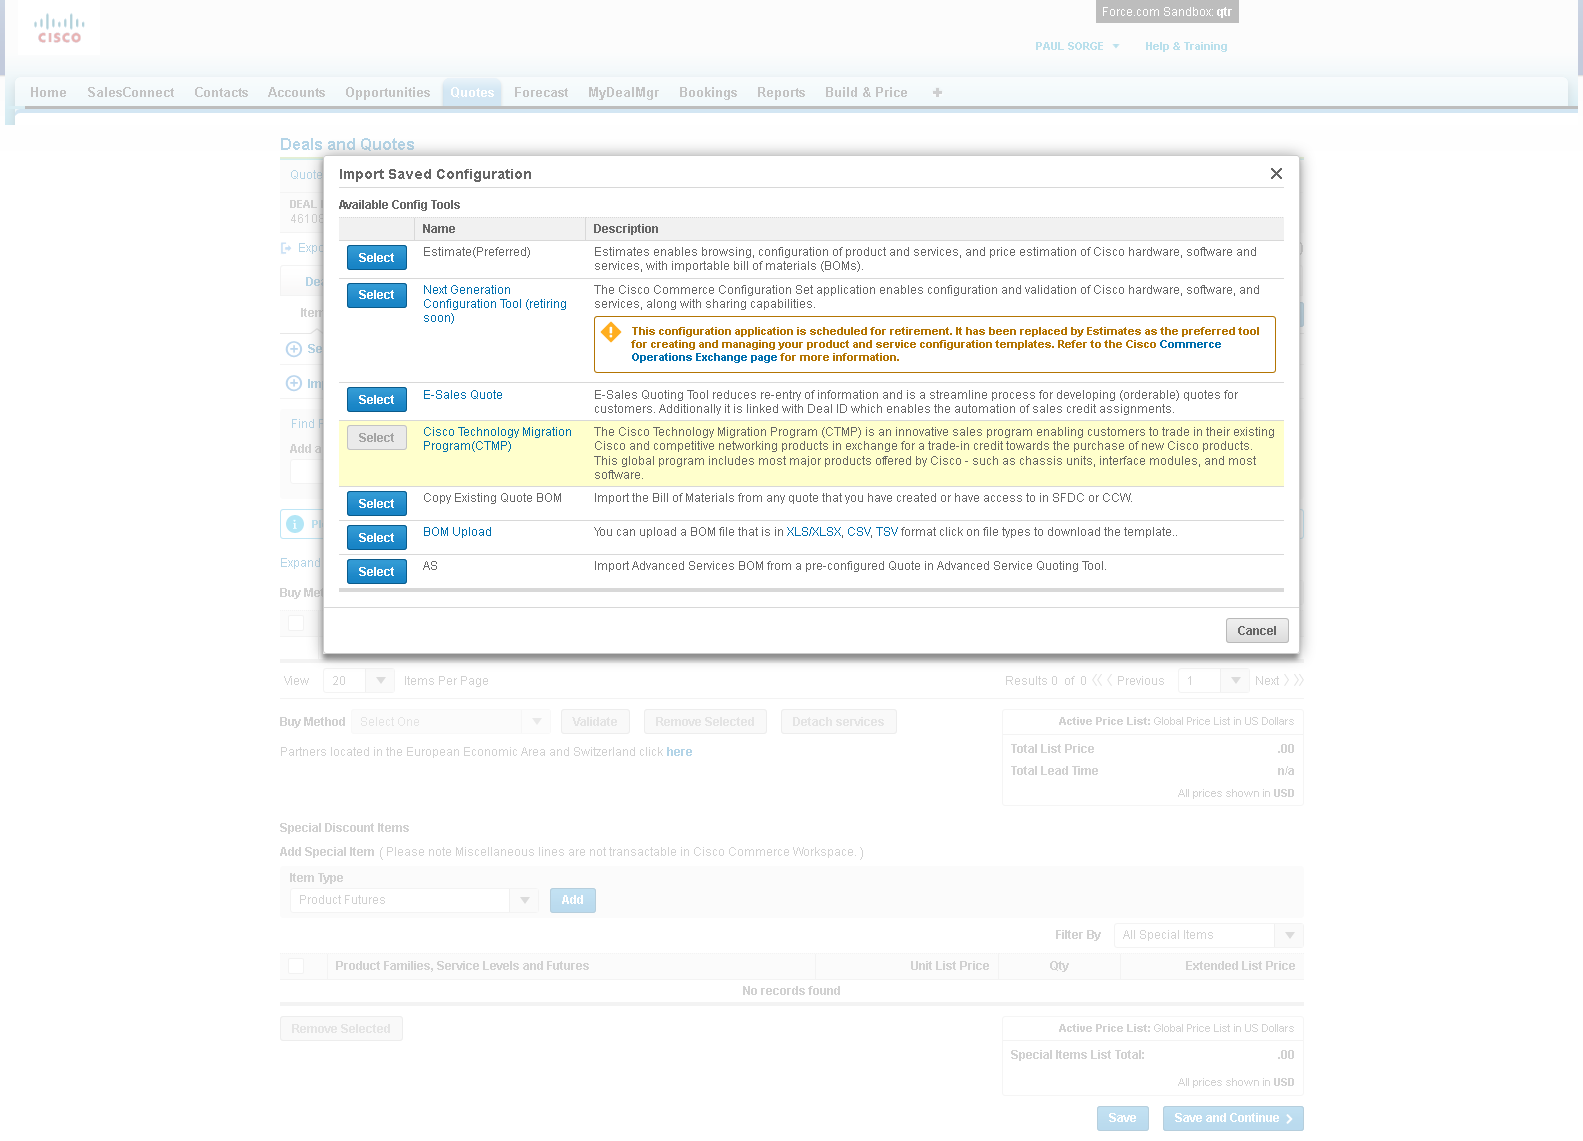 Force.com Sandbox: qtr
CISCO
PAUL SORGE
Help & Training
Home SalesConnect Contacts Accounts Opportunities Quotes Forecast MyDealMgr Bookings Reports Build & Price +
Deals and Quotes
Quote
Import Saved Configuration
Available Config Tools
Name Description
Select Estimate(Preferred) Estimates enables browsing, configuration of product and services, and price estimation of Cisco hardware, software and
services, with importable bill of materials (BOMs).
Select Next Generation The Cisco Commerce Configuration Set application enables configuration and validation of Cisco hardware, software, and
Configuration Tool (retiring services, along with sharing capabilities.
soon)
This configuration application is scheduled for retirement. It has been replaced by Estimates as the preferred tool
for creating and managing your product and service configuration templates. Refer to the Cisco Commerce
Operations Exchange page for more information.
Select E-Sales Quote E-Sales Quoting Tool reduces re-entry of information and is a streamline process for developing (orderable) quotes for
customers. Additionally it is linked with Deal ID which enables the automation of sales credit assignments.
Select Cisco Technology Migration The Cisco Technology Migration Program (CTMP) is an innovative sales program enabling customers to trade in their existing
Program(CTMP) Cisco and competitive networking products in exchange for a trade-in credit towards the purchase of new Cisco products.
This global program includes most major products offered by Cisco - such as chassis units, interface modules, and most
software.
Select Copy Existing Quote BOM Import the Bill of Materials from any quote that you have created or have access to in SFDC or CCW.
Select BOM Upload You can upload a BOM file that is in XLS/XLSX, CSV, TSV format click on file types to download the template..
Select AS Import Advanced Services BOM from a pre-configured Quote in Advanced Service Quoting Tool.
Cancel
DEAL
46108
Find
Add a
Expand
Buy
View 20 Items Per Page Results 0 of 0 Previous 1 Next
Buy Method Select One Validate Remove Selected Detach services
Partners located in the European Economic Area and Switzerland click here
Active Price List: Global Price List in US Dollars
Total List Price .00
Total Lead Time n/a
All prices shown in USD
Special Discount Items
Add Special Item ( Please note Miscellaneous lines are not transactable in Cisco Commerce Workspace. )
Item Type
Product Futures Add
Filter By All Special Items
Product Families, Service Levels and Futures Unit List Price Qty Extended List Price
No records found
Remove Selected
Active Price List: Global Price List in US Dollars
Special Items List Total: .00
All prices shown in USD
Save Save and Continue